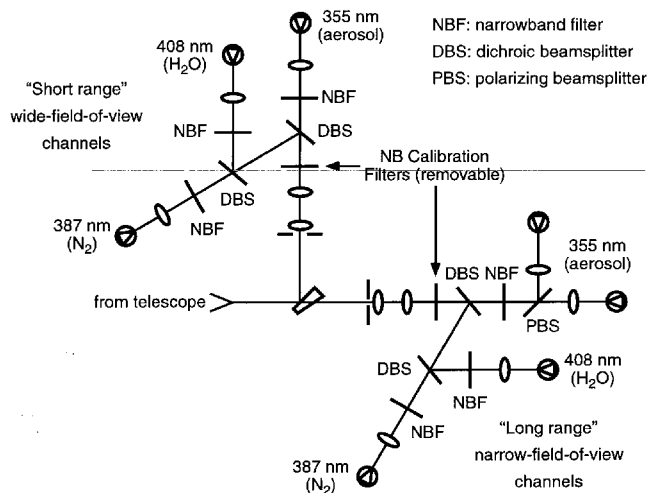 355 nm
(aerosol)
NBF: narrowband filter
DBS: dichroic beamsplitter
PBS: polarizing beamsplitter
408 nm
(H₂O)
"Short range"
wide-field-of-view
channels
NBF
NBF
DBS
NB Calibration
Filters (removable)
DBS
NBF
387 nm
(N₂)
355 nm
(aerosol)
DBS
NBF
from telescope
PBS
DBS
408 nm
(H₂O)
NBF
NBF
"Long range"
narrow-field-of-view
channels
387 nm
(N₂)